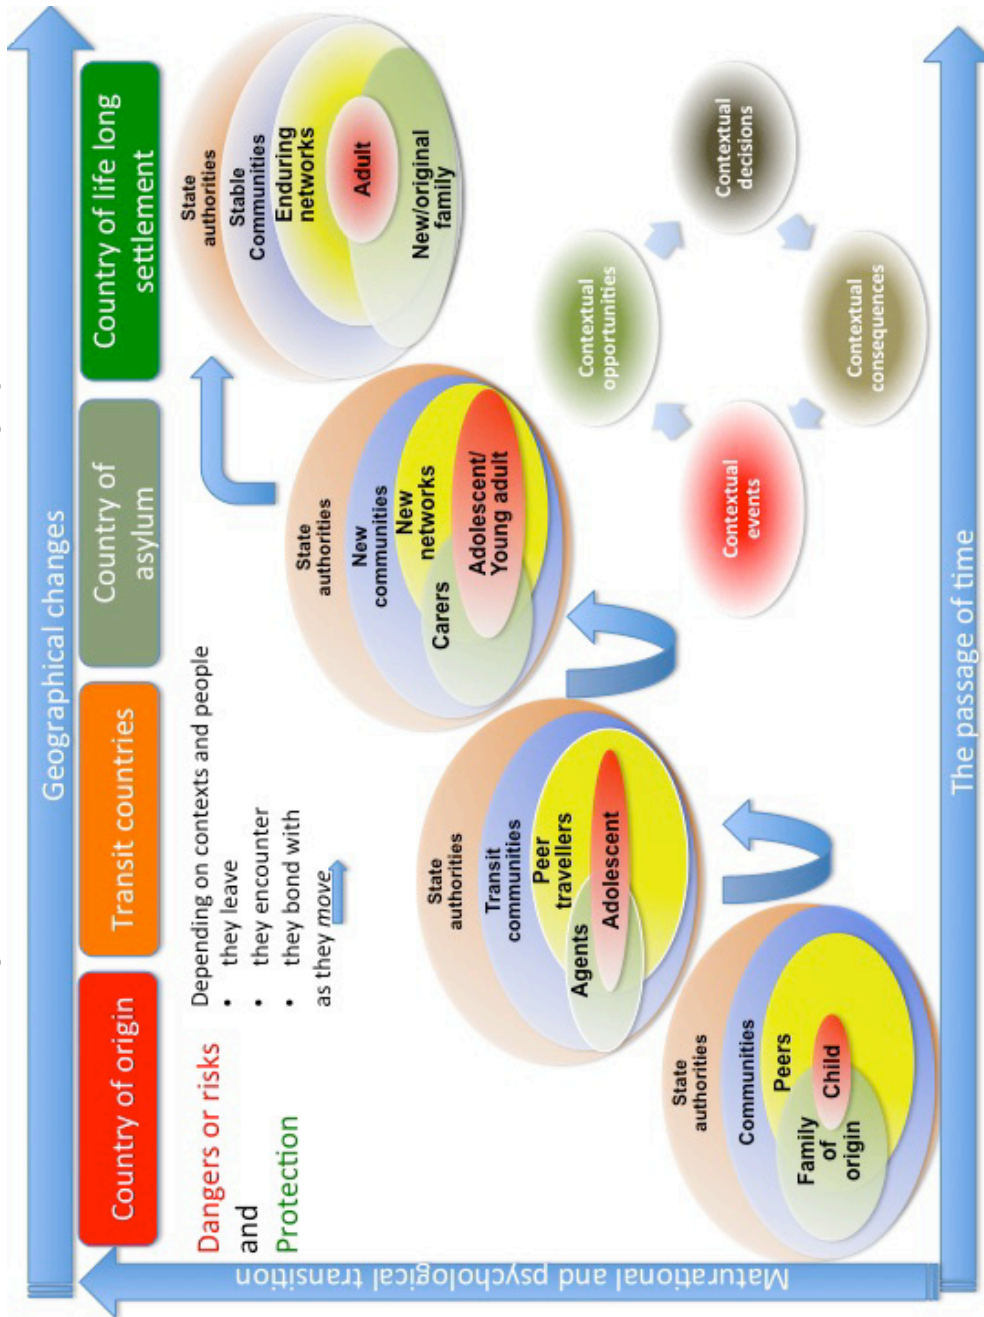 Geographical changes
Country of origin
Transit countries
Country of
asylum
Country of life long
settlement
Dangers or risks
and
Protection
Depending on contexts and people
• they leave
• they encounter
• they bond with
as they move
State
authorities
Communities
Peers
Family
of
origin
Child
State
authorities
Transit
communities
Peer
travellers
Agents
Adolescent
State
authorities
New
communities
New
networks
Carers
Adolescent/
Young adult
State
authorities
Stable
Communities
Enduring
networks
Adult
New/original
family
Contextual
events
Contextual
opportunities
Contextual
decisions
Contextual
consequences
Maturational and psychological transition
The passage of time